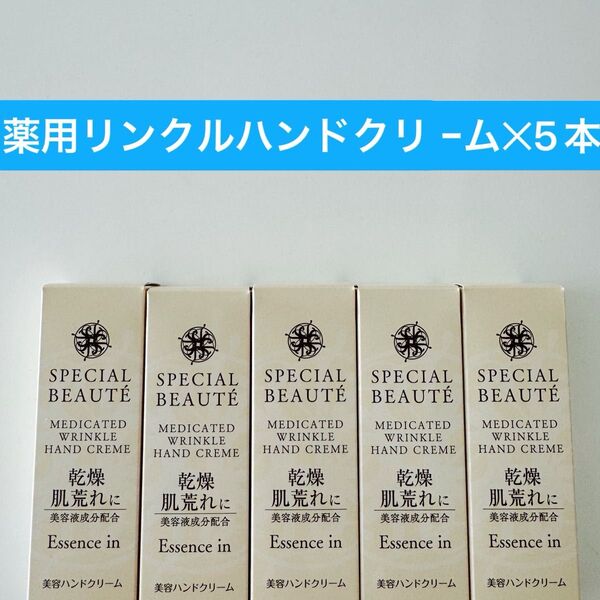 薬用リンクルハンドクリーム×5本
SPECIAL
BEAUTÉ
MEDICATED
WRINKLE
HAND CREME
乾燥
肌荒れに
美容液成分配合
Essence in
美容ハンドクリーム
SPECIAL
BEAUTÉ
MEDICATED
WRINKLE
HAND CREME
乾燥
肌荒れに
美容液成分配合
Essence in
美容ハンドクリーム
SPECIAL
BEAUTÉ
MEDICATED
WRINKLE
HAND CREME
乾燥
肌荒れに
美容液成分配合
Essence in
美容ハンドクリーム
SPECIAL
BEAUTÉ
MEDICATED
WRINKLE
HAND CREME
乾燥
肌荒れに
美容液成分配合
Essence in
美容ハンドクリーム
SPECIAL
BEAUTÉ
MEDICATED
WRINKLE
HAND CREME
乾燥
肌荒れに
美容液成分配合
Essence in
美容ハンドクリーム